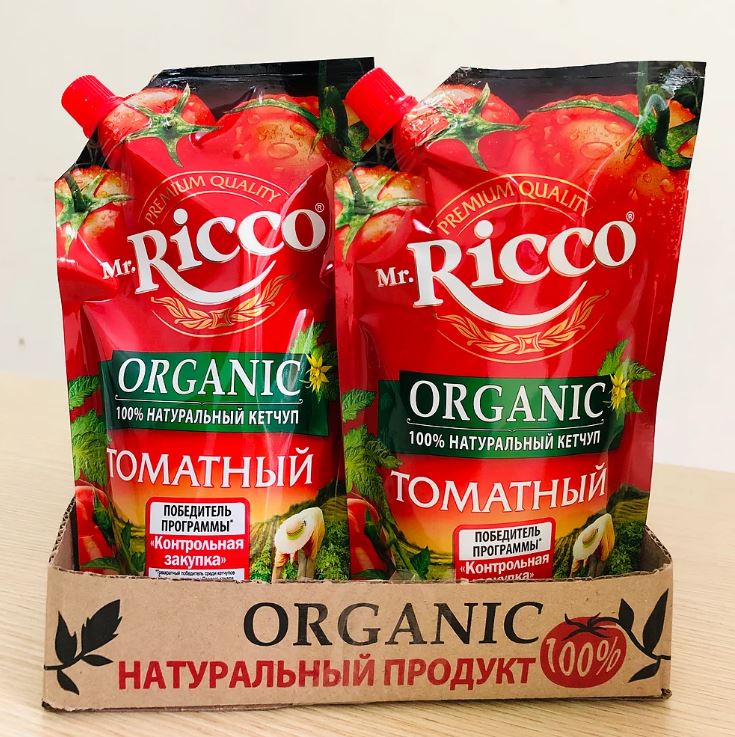 PREMIUM QUALITY
Mr. Ricco®
ORGANIC
100% НАТУРАЛЬНЫЙ КЕТЧУП
ТОМАТНЫЙ
ПОБЕДИТЕЛЬ
ПРОГРАММЫ*
«Контрольная
закупка»
PREMIUM QUALITY
Mr. Ricco®
ORGANIC
100% НАТУРАЛЬНЫЙ КЕТЧУП
ТОМАТНЫЙ
ПОБЕДИТЕЛЬ
ПРОГРАММЫ*
«Контрольная
закупка»
ORGANIC
НАТУРАЛЬНЫЙ ПРОДУКТ 100%